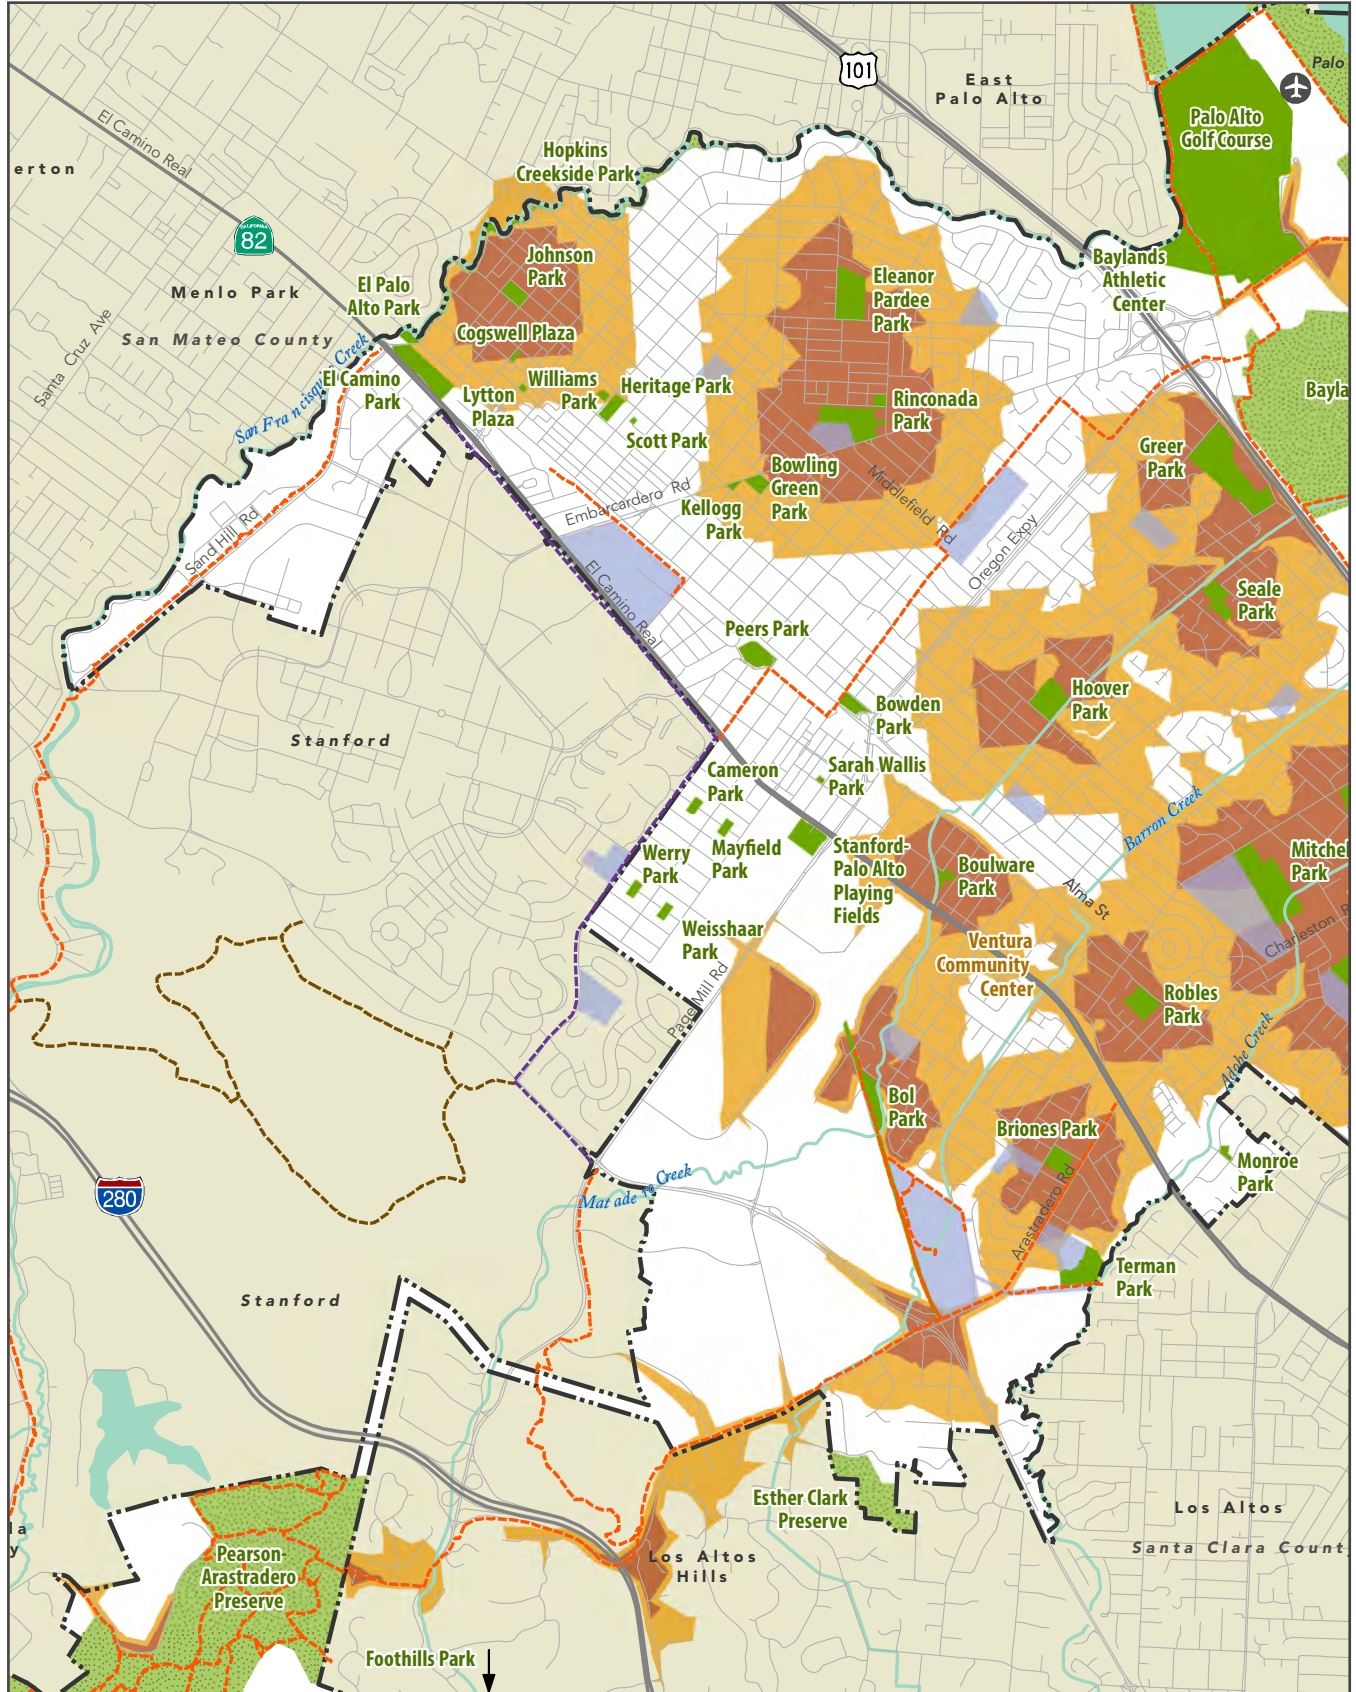 101
East
Palo Alto
Palo
Palo Alto
Golf Course
El Camino Real
erton
Hopkins
Creekside Park
CALIFORNIA
82
Johnson
Park
Baylands
Athletic
Center
Eleanor
Pardee
Park
El Palo
Alto Park
Menlo Park
San Mateo County
Santa Cruz Ave
San Francisquito Creek
Cogswell Plaza
El Camino
Park
Lytton
Plaza
Williams
Park
Heritage Park
Scott Park
Rinconada
Park
Bayla
Greer
Park
Bowling
Green
Park
Kellogg
Park
Middlefield Rd
Embarcardero Rd
Sand Hill Rd
Oregon Expy
El Camino Real
Seale
Park
Peers Park
Hoover
Park
Bowden
Park
Stanford
Cameron
Park
Sarah Wallis
Park
Barron Creek
Mayfield
Park
Werry
Park
Stanford-
Palo Alto
Playing
Fields
Boulware
Park
Mitchel
Park
Alma St
Weisshaar
Park
Charleston R
Ventura
Community
Center
Page Mill Rd
Robles
Park
Adobe Creek
Bol
Park
Briones Park
Monroe
Park
280
Mat ade ro Creek
Arastradero Rd
Terman
Park
Stanford
Esther Clark
Preserve
Los Altos
Santa Clara Count
la
y
Pearson-
Arastradero
Preserve
Los Altos
Hills
Foothills Park